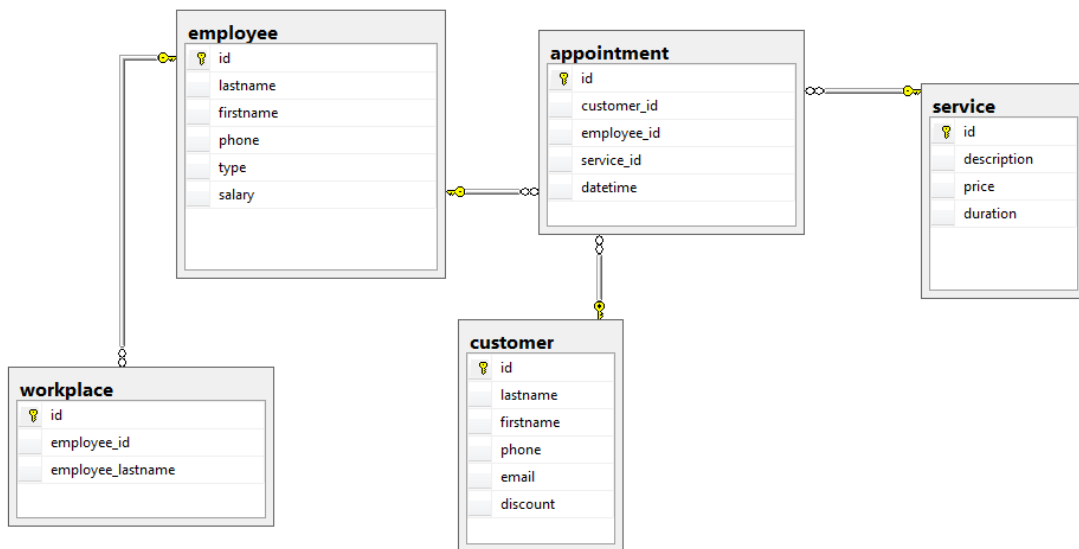 employee
id
lastname
firstname
phone
type
salary
appointment
id
customer_id
employee_id
service_id
datetime
service
id
description
price
duration
workplace
id
employee_id
employee_lastname
customer
id
lastname
firstname
phone
email
discount